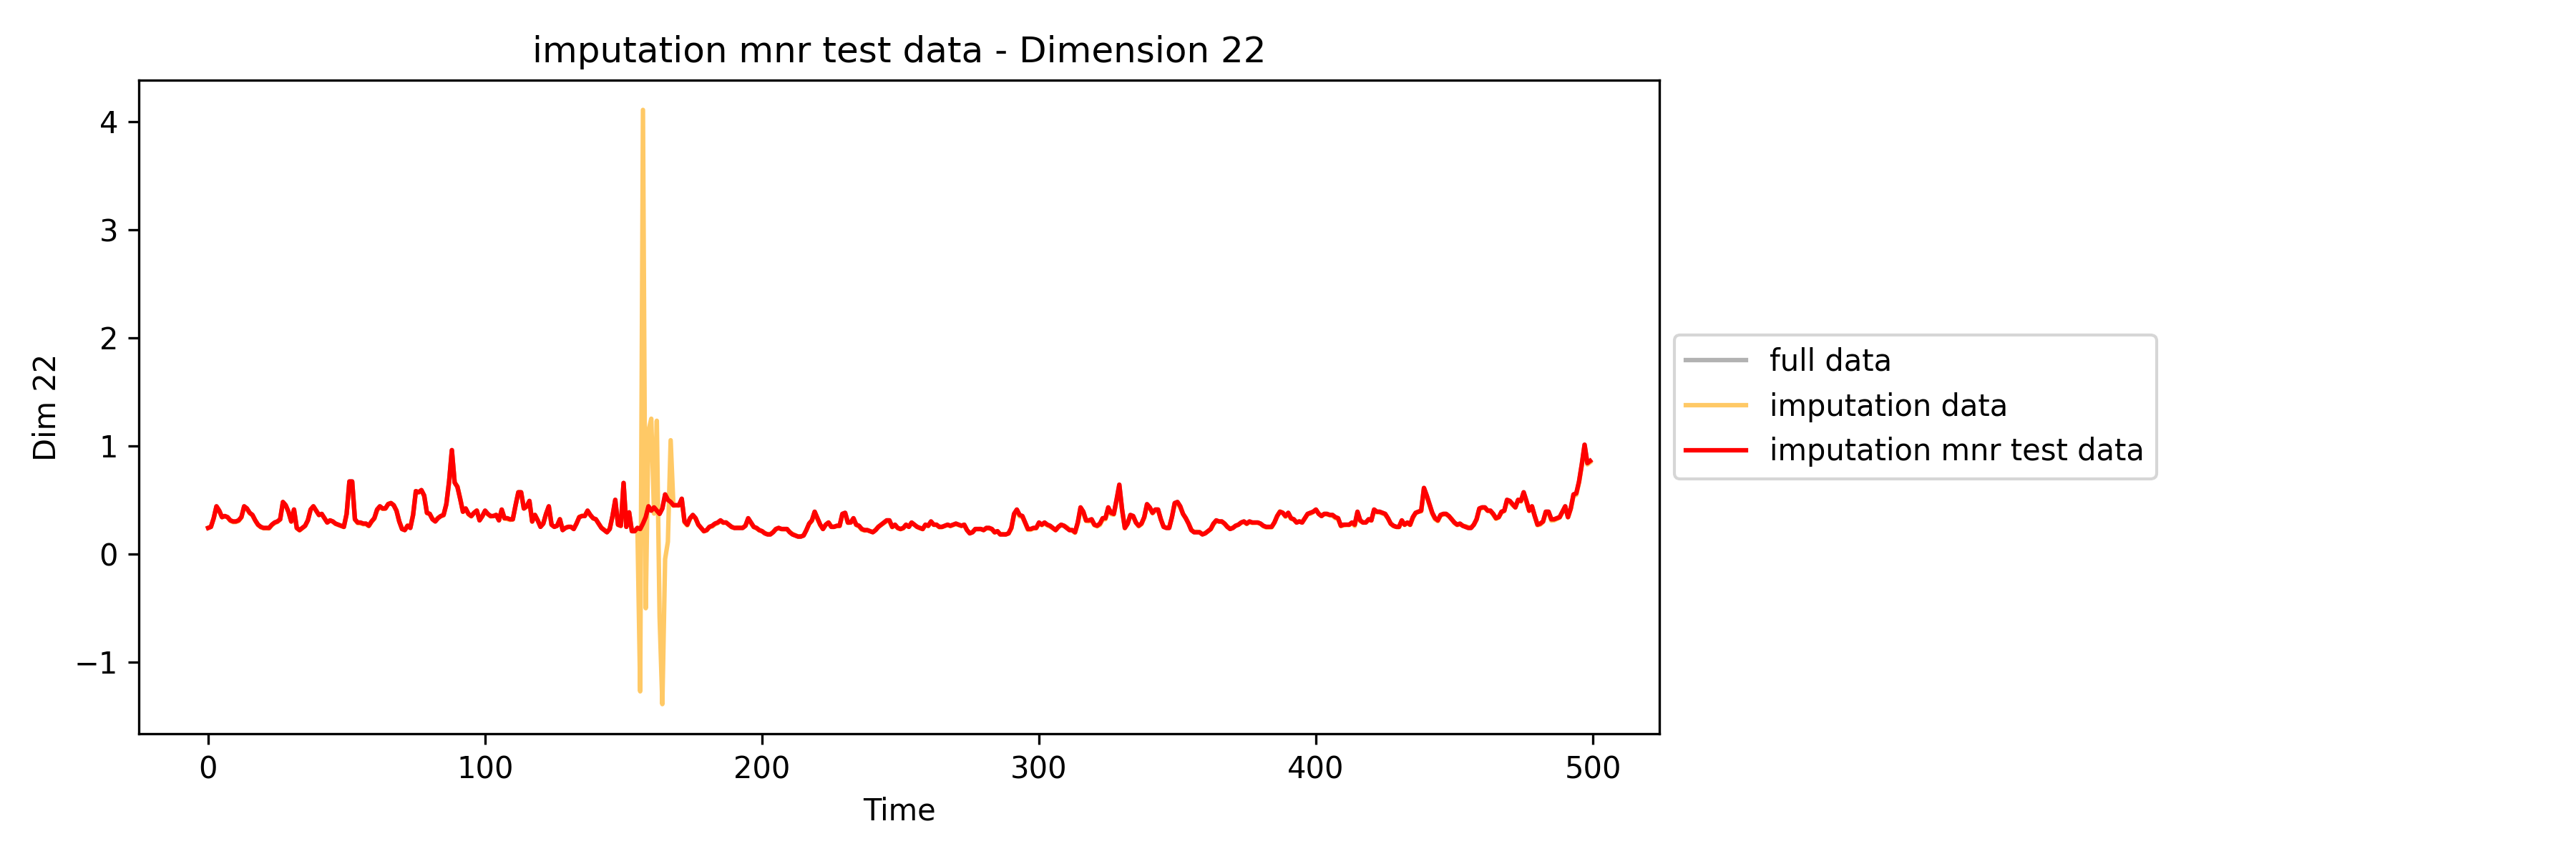 imputation mnr test data - Dimension 22
4
3
2
1
0
−1
Dim 22
0 100 200 300 400 500
Time
full data
imputation data
imputation mnr test data